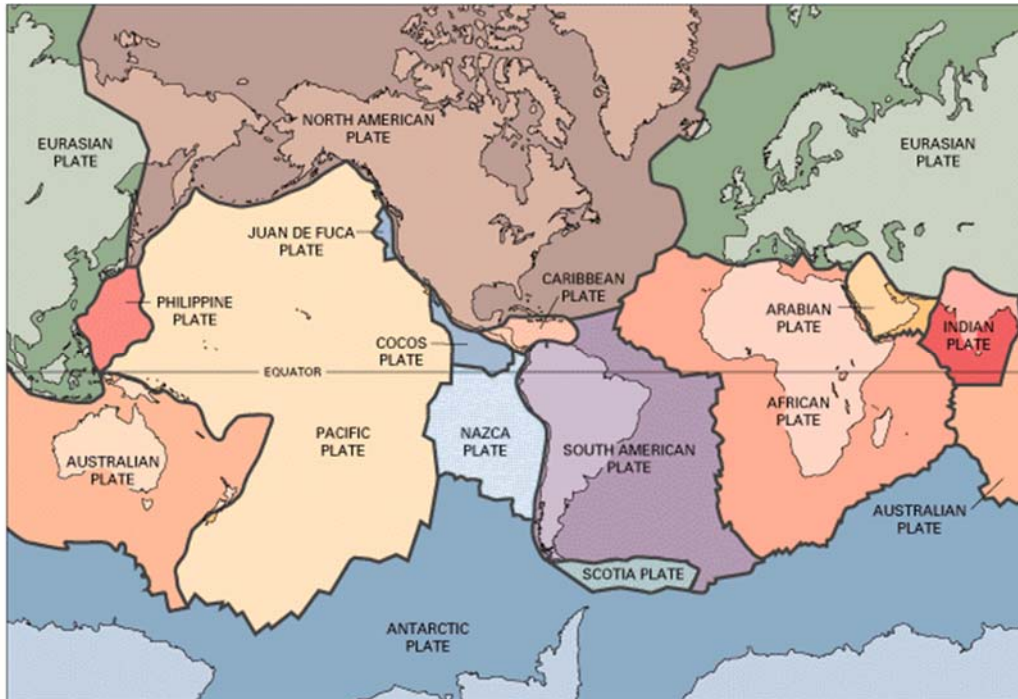 NORTH AMERICAN
PLATE
EURASIAN
PLATE
EURASIAN
PLATE
JUAN DE FUCA
PLATE
CARIBBEAN
PLATE
PHILIPPINE
PLATE
ARABIAN
PLATE
INDIAN
PLATE
COCOS
PLATE
EQUATOR
AFRICAN
PLATE
PACIFIC
PLATE
NAZCA
PLATE
SOUTH AMERICAN
PLATE
AUSTRALIAN
PLATE
AUSTRALIAN
PLATE
SCOTIA PLATE
ANTARCTIC
PLATE